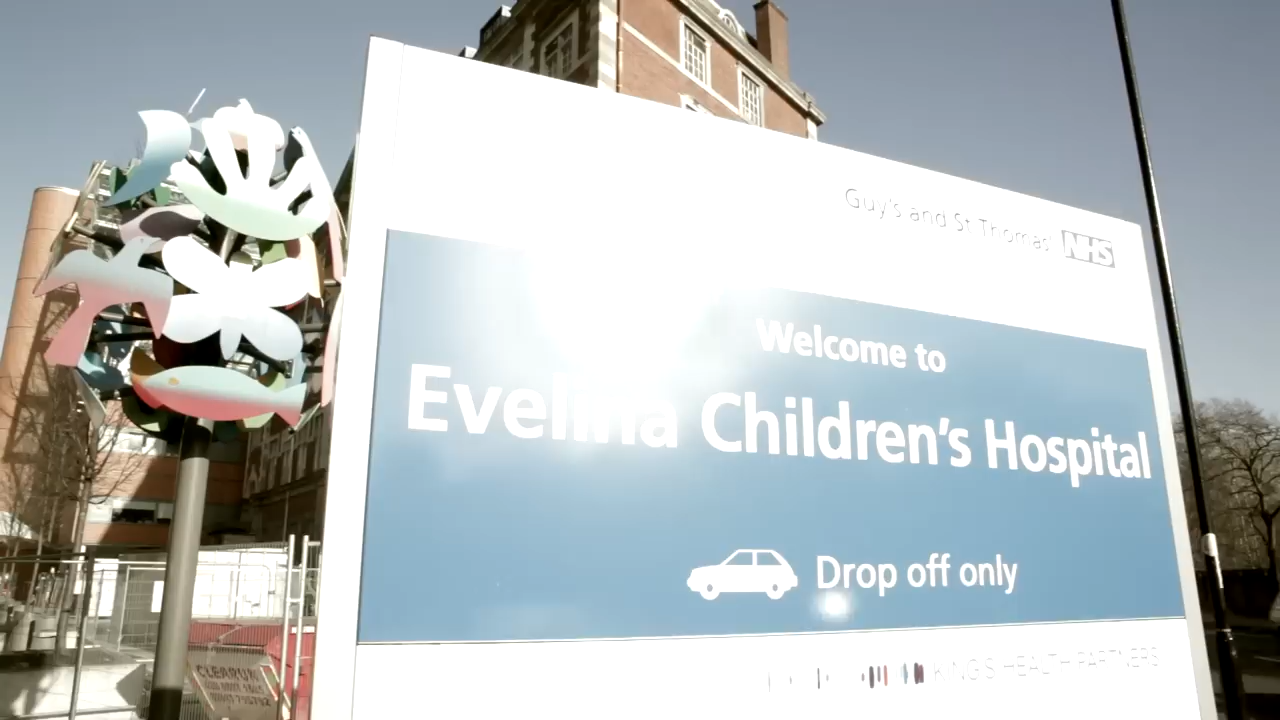 Guy's and St Thomas' NHS
Welcome to
Evelina Children's Hospital
Drop off only
KING'S HEALTH PARTNERS